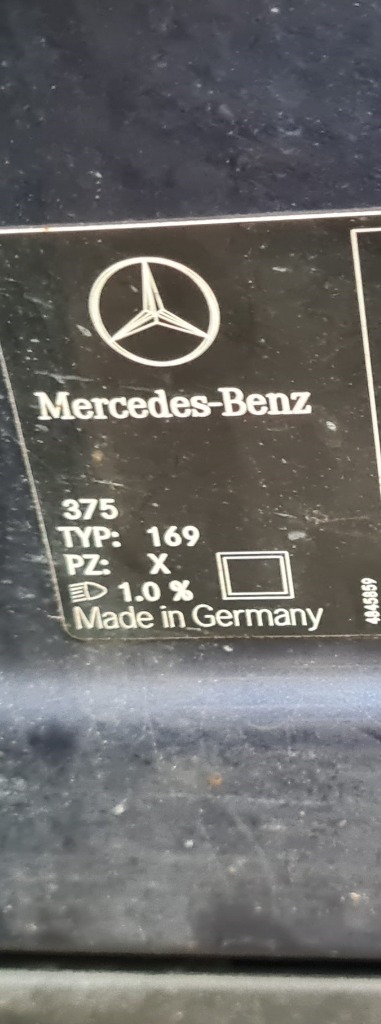 Mercedes-Benz
375
TYP: 169
PZ: X
1.0 %
Made in Germany
4845859